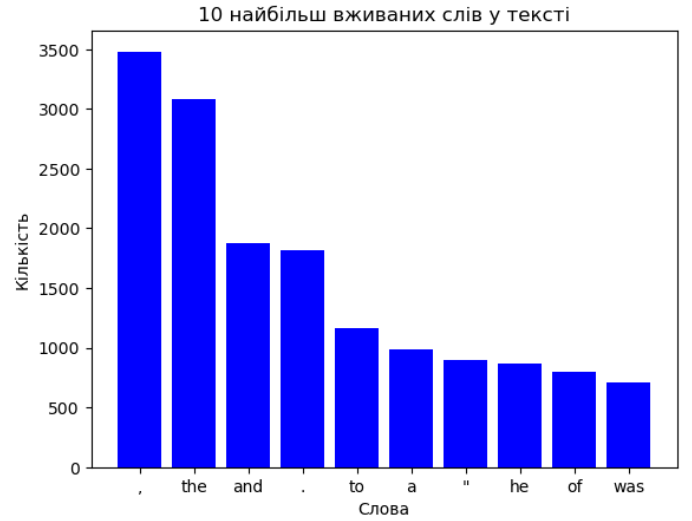 10 найбільш вживаних слів у тексті
Кількість
3500
3000
2500
2000
1500
1000
500
0
, the and . to a " he of was
Слова